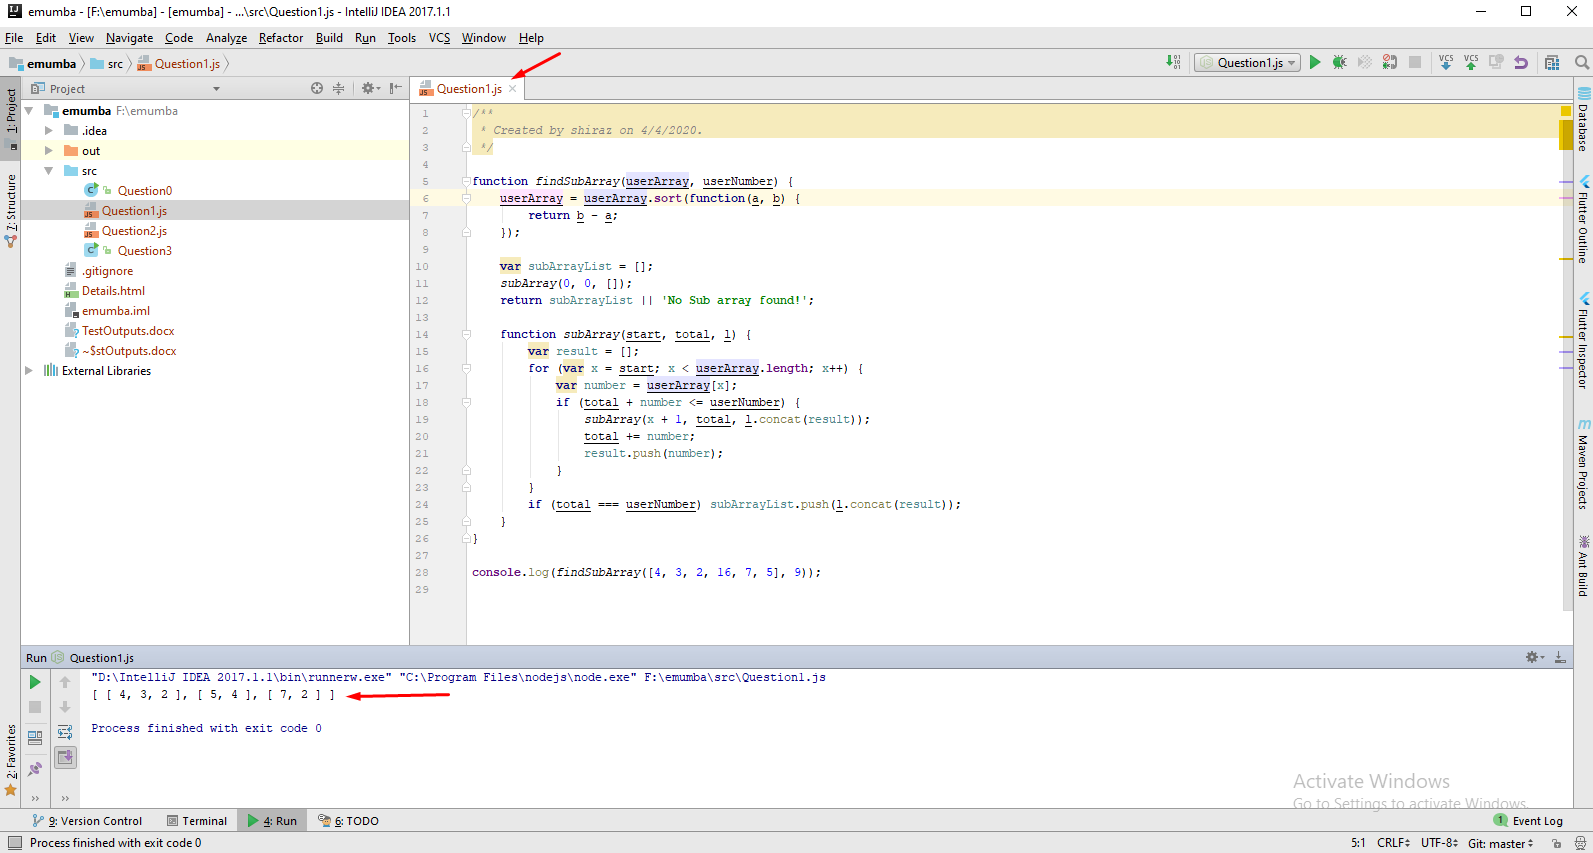 emumba - [F:\emumba] - [emumba] - ...\src\Question1.js - IntelliJ IDEA 2017.1.1
File Edit View Navigate Code Analyze Refactor Build Run Tools VCS Window Help
emumba src Question1.js
Question1.js
VCS VCS
1: Project
7: Structure
2: Favorites
Project
emumba F:\emumba
.idea
out
src
Question0
Question1.js
Question2.js
Question3
.gitignore
Details.html
emumba.iml
TestOutputs.docx
~$stOutputs.docx
External Libraries
Question1.js
1 /**
2 * Created by shiraz on 4/4/2020.
3 */
4
5 function findSubArray(userArray, userNumber) {
6 userArray = userArray.sort(function(a, b) {
7 return b - a;
8 });
9
10 var subArrayList = [];
11 subArray(0, 0, []);
12 return subArrayList || 'No Sub array found!';
13
14 function subArray(start, total, l) {
15 var result = [];
16 for (var x = start; x < userArray.length; x++) {
17 var number = userArray[x];
18 if (total + number <= userNumber) {
19 subArray(x + 1, total, l.concat(result));
20 total += number;
21 result.push(number);
22 }
23 }
24 if (total === userNumber) subArrayList.push(l.concat(result));
25 }
26 }
27
28 console.log(findSubArray([4, 3, 2, 16, 7, 5], 9));
29
Database
Flutter Outline
Flutter Inspector
Maven Projects
Ant Build
Run Question1.js
"D:\IntelliJ IDEA 2017.1.1\bin\runnerw.exe" "C:\Program Files\nodejs\node.exe" F:\emumba\src\Question1.js
[ [ 4, 3, 2 ], [ 5, 4 ], [ 7, 2 ] ]
Process finished with exit code 0
Activate Windows
Go to Settings to activate Windows.
9: Version Control Terminal 4: Run 6: TODO 1 Event Log
Process finished with exit code 0 5:1 CRLF UTF-8 Git: master